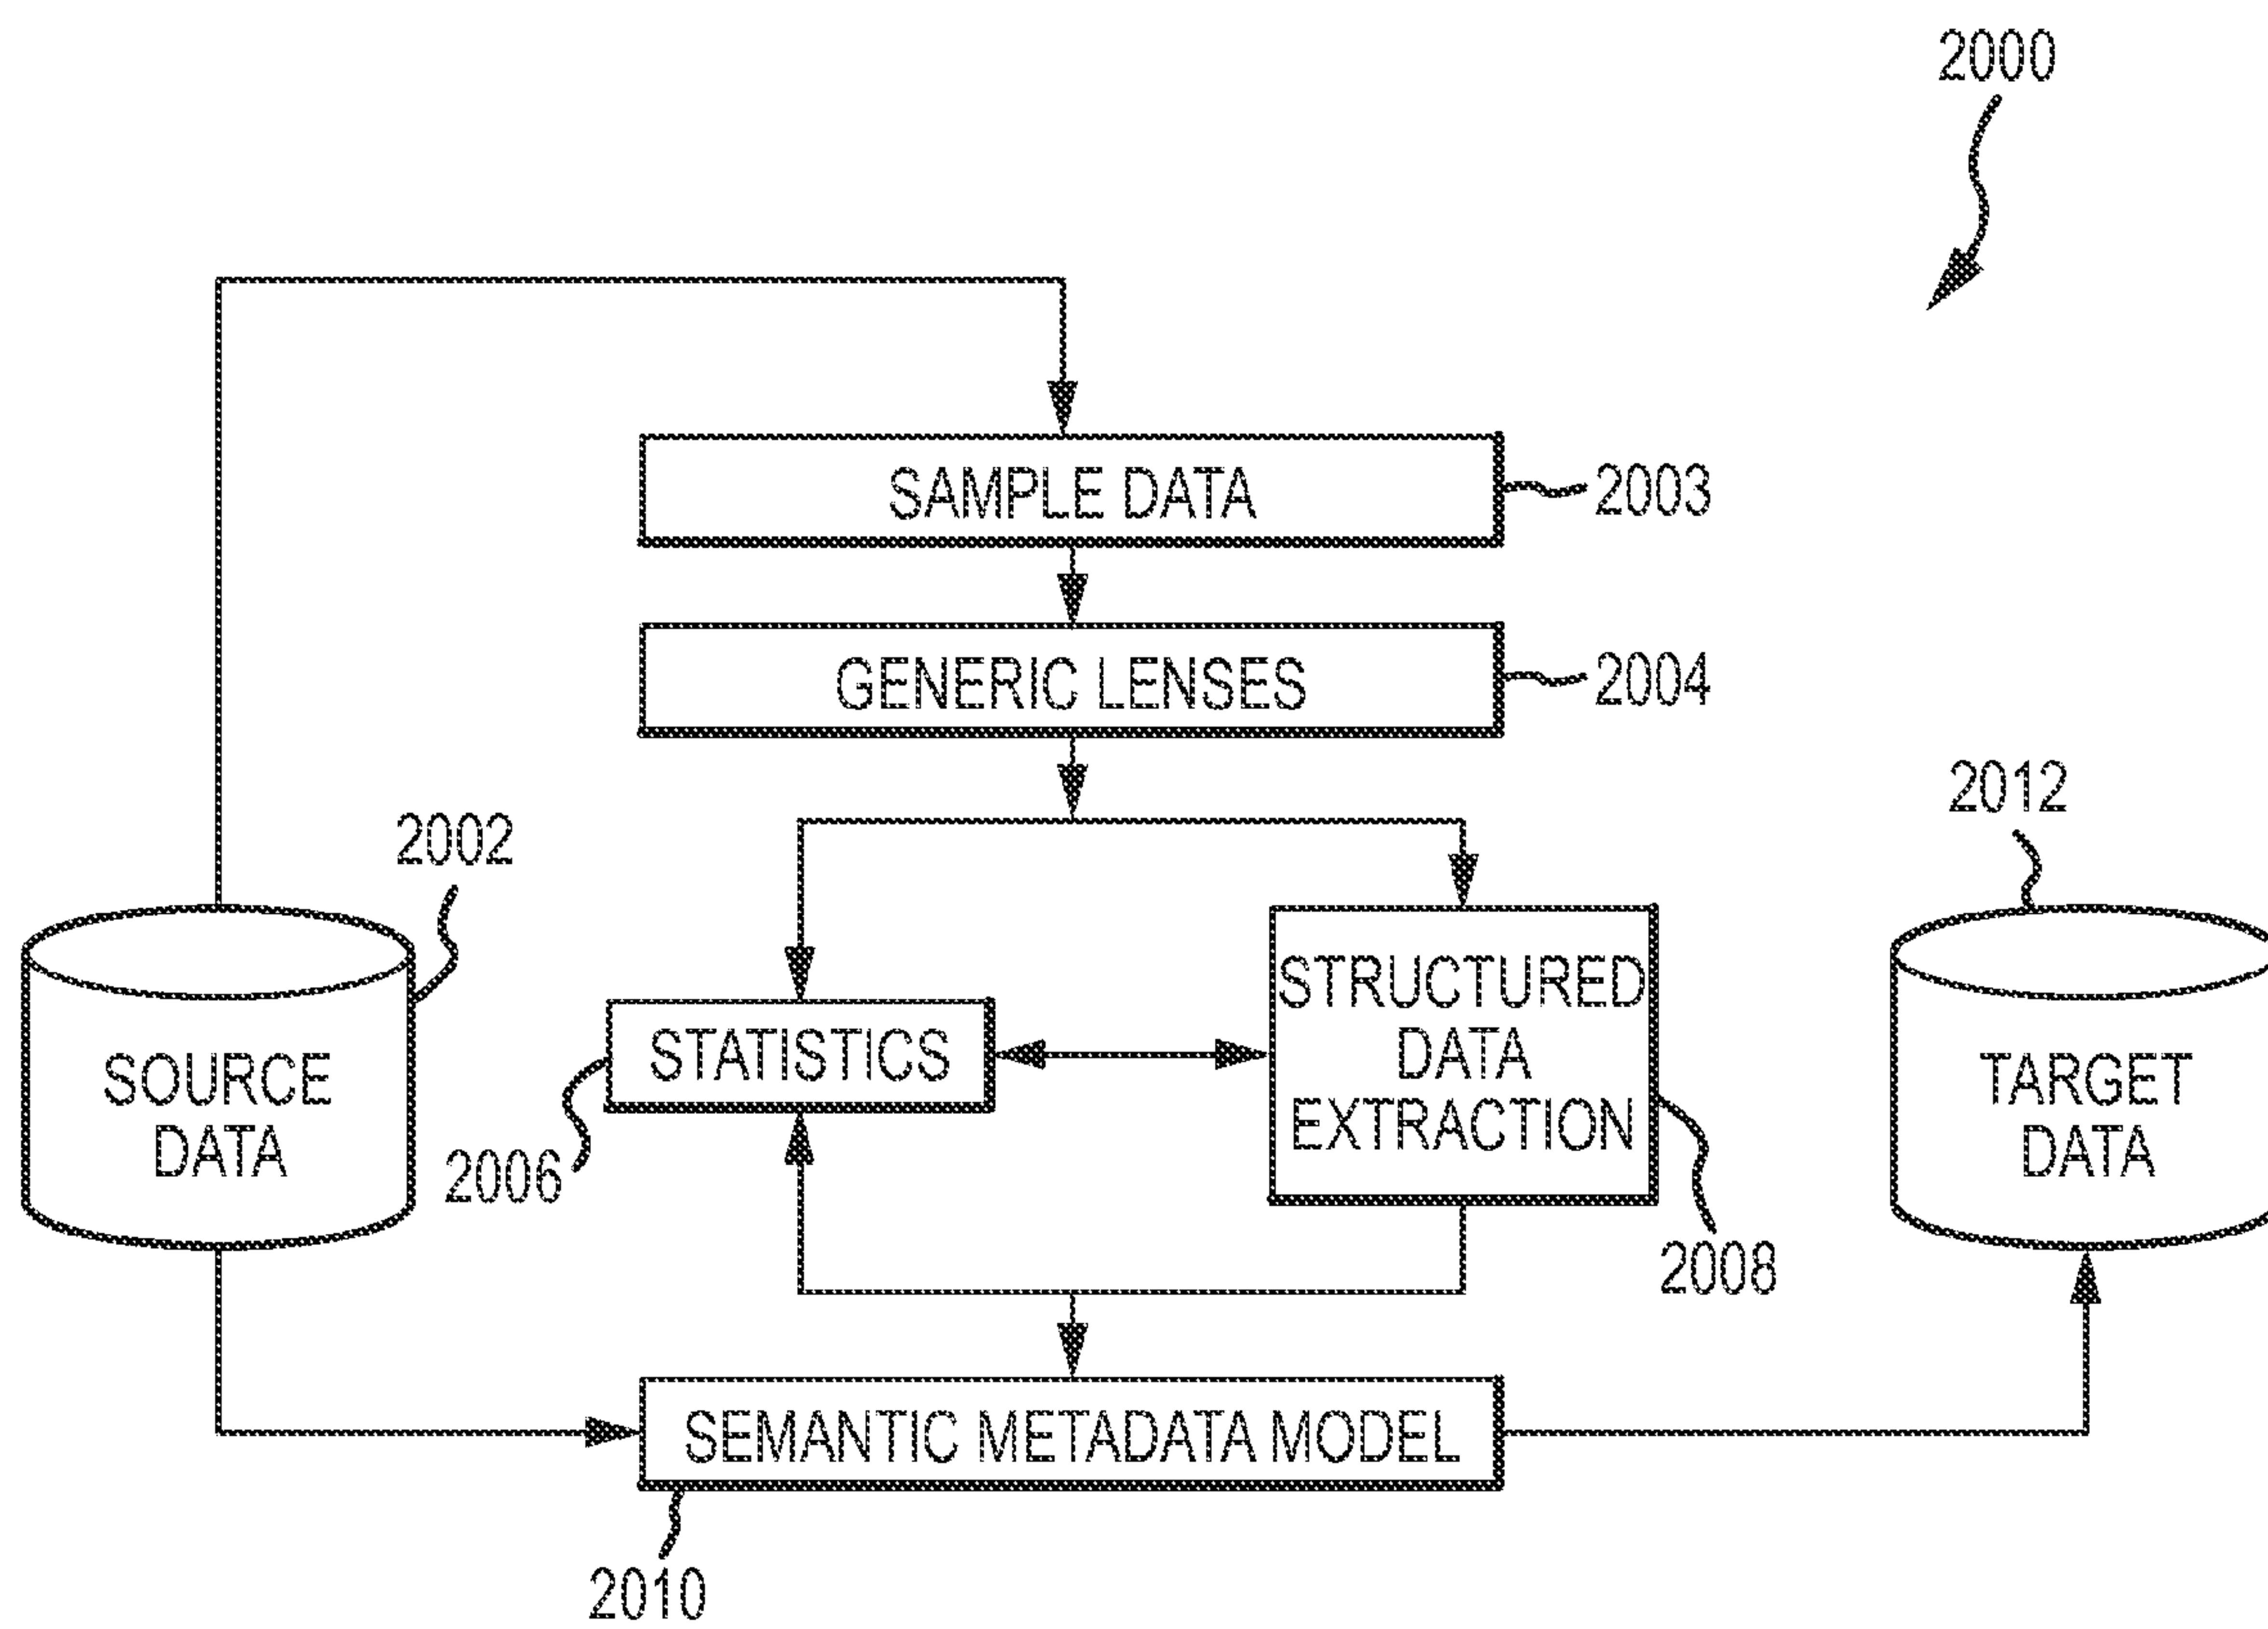 2000
SAMPLE DATA
2003
GENERIC LENSES
2004
2002
2012
SOURCE
DATA
STATISTICS
2006
STRUCTURED
DATA
EXTRACTION
2008
TARGET
DATA
SEMANTIC METADATA MODEL
2010